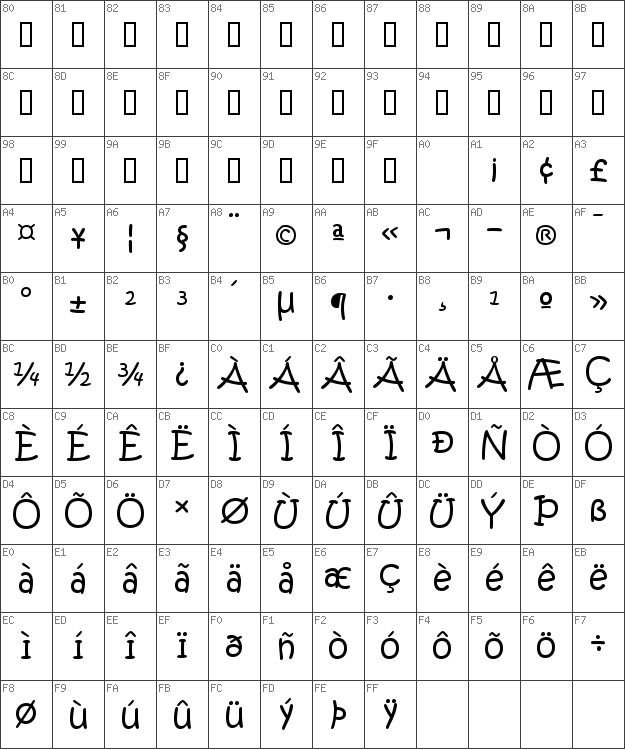 80 81 82 83 84 85 86 87 88 89 8A 8B
▯ ▯ ▯ ▯ ▯ ▯ ▯ ▯ ▯ ▯ ▯ ▯
8C 8D 8E 8F 90 91 92 93 94 95 96 97
▯ ▯ ▯ ▯ ▯ ▯ ▯ ▯ ▯ ▯ ▯ ▯
98 99 9A 9B 9C 9D 9E 9F A0 A1 A2 A3
▯ ▯ ▯ ▯ ▯ ▯ ▯ ▯ ¡ ¢ £
A4 A5 A6 A7 A8 A9 AA AB AC AD AE AF
¤ ¥ ¦ § ¨ © ª « ¬ - ® ¯
B0 B1 B2 B3 B4 B5 B6 B7 B8 B9 BA BB
° ± ² ³ ´ µ ¶ · ¸ ¹ º »
BC BD BE BF C0 C1 C2 C3 C4 C5 C6 C7
¼ ½ ¾ ¿ À Á Â Ã Ä Å Æ Ç
C8 C9 CA CB CC CD CE CF D0 D1 D2 D3
È É Ê Ë Ì Í Î Ï Ð Ñ Ò Ó
D4 D5 D6 D7 D8 D9 DA DB DC DD DE DF
Ô Õ Ö × Ø Ù Ú Û Ü Ý Þ ß
E0 E1 E2 E3 E4 E5 E6 E7 E8 E9 EA EB
à á â ã ä å æ Ç è é ê ë
EC ED EE EF F0 F1 F2 F3 F4 F5 F6 F7
ì í î ï ð ñ ò ó ô õ ö ÷
F8 F9 FA FB FC FD FE FF
Ø ù ú û ü ý þ ÿ